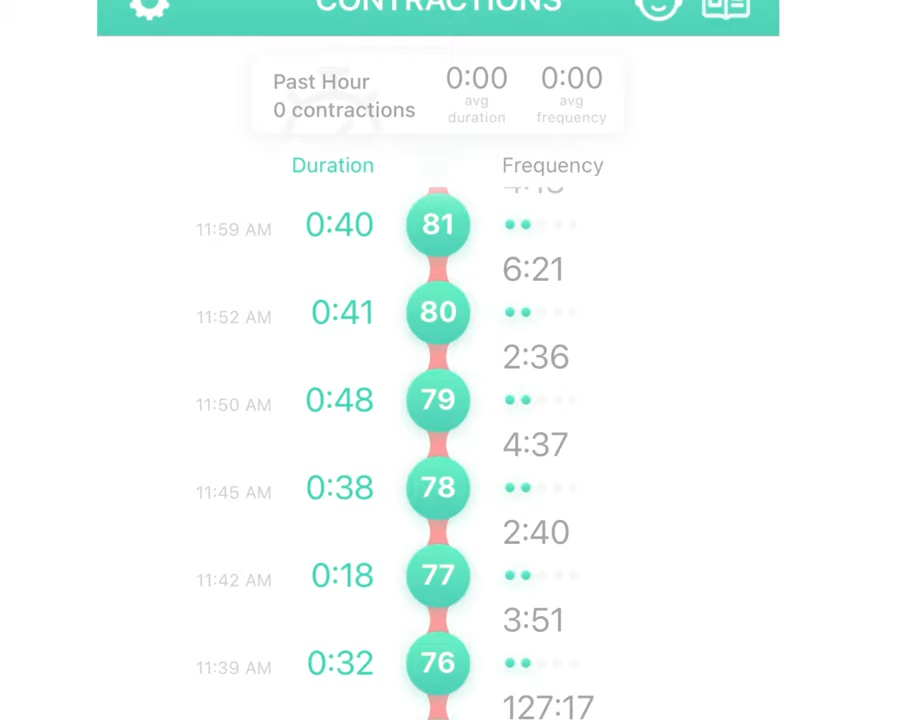 CONTRACTIONS
Past Hour
0 contractions
0:00
avg
duration
0:00
avg
frequency
Duration
Frequency
11:59 AM 0:40 81
6:21
11:52 AM 0:41 80
2:36
11:50 AM 0:48 79
4:37
11:45 AM 0:38 78
2:40
11:42 AM 0:18 77
3:51
11:39 AM 0:32 76
127:17